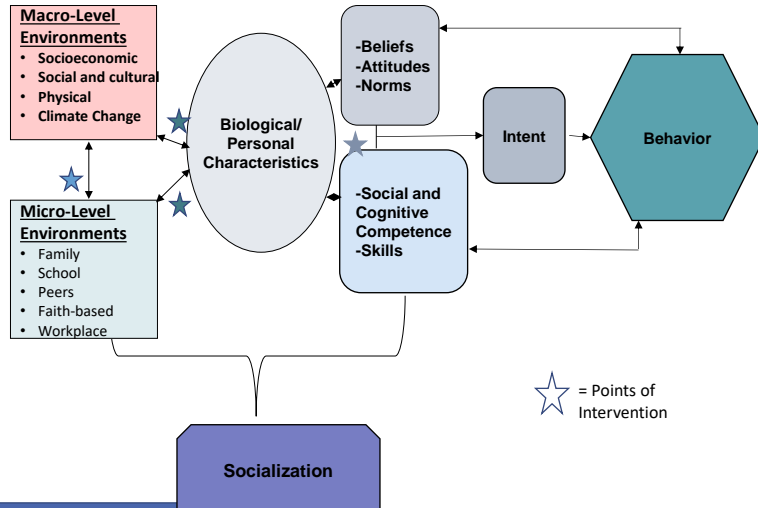 Macro-Level
Environments
• Socioeconomic
• Social and cultural
• Physical
• Climate Change
Micro-Level
Environments
• Family
• School
• Peers
• Faith-based
• Workplace
Biological/
Personal
Characteristics
-Beliefs
-Attitudes
-Norms
-Social and
Cognitive
Competence
-Skills
Intent
Behavior
= Points of
Intervention
Socialization